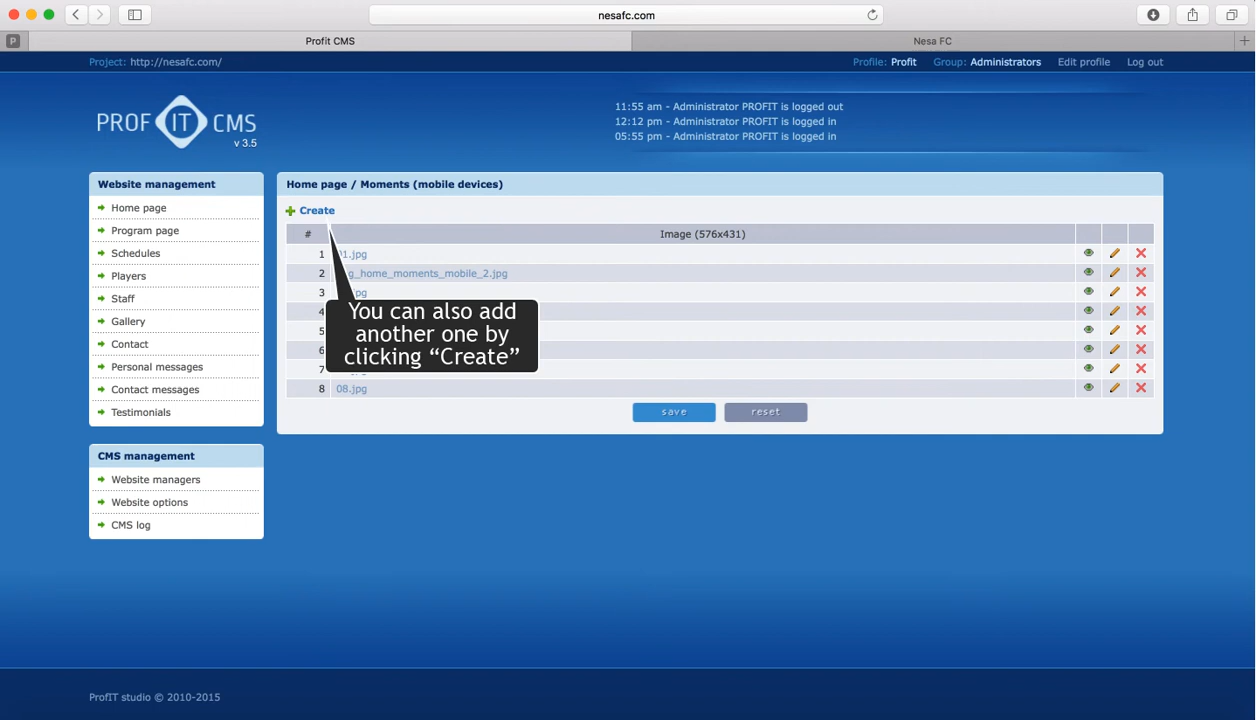 nesafc.com
P
Profit CMS
Nesa FC
Project: http://nesafc.com/
Profile: Profit Group: Administrators Edit profile Log out
PROF IT CMS
v 3.5
11:55 am - Administrator PROFIT is logged out
12:12 pm - Administrator PROFIT is logged in
05:55 pm - Administrator PROFIT is logged in
Website management
Home page
Program page
Schedules
Players
Staff
Gallery
Contact
Personal messages
Contact messages
Testimonials
CMS management
Website managers
Website options
CMS log
Home page / Moments (mobile devices)
Create
# Image (576x431)
1
2
3
4
5
6
7
8 08.jpg
You can also add
another one by
clicking “Create”
save reset
ProfIT studio © 2010-2015